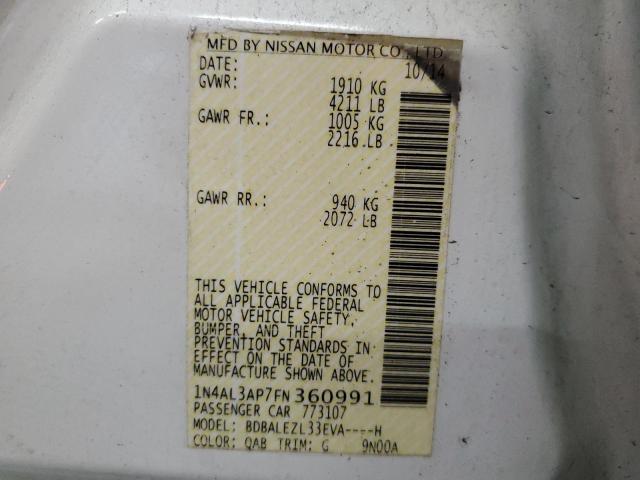 MFD BY NISSAN MOTOR CO., LTD.
DATE: 10/14
GVWR: 1910 KG
4211 LB
GAWR FR.: 1005 KG
2216 LB
GAWR RR.: 940 KG
2072 LB
THIS VEHICLE CONFORMS TO
ALL APPLICABLE FEDERAL
MOTOR VEHICLE SAFETY,
BUMPER, AND THEFT
PREVENTION STANDARDS IN
EFFECT ON THE DATE OF
MANUFACTURE SHOWN ABOVE.
1N4AL3AP7FN360991
PASSENGER CAR 773107
MODEL: BDBALEZL33EVA----H
COLOR: QAB TRIM: G 9N00A